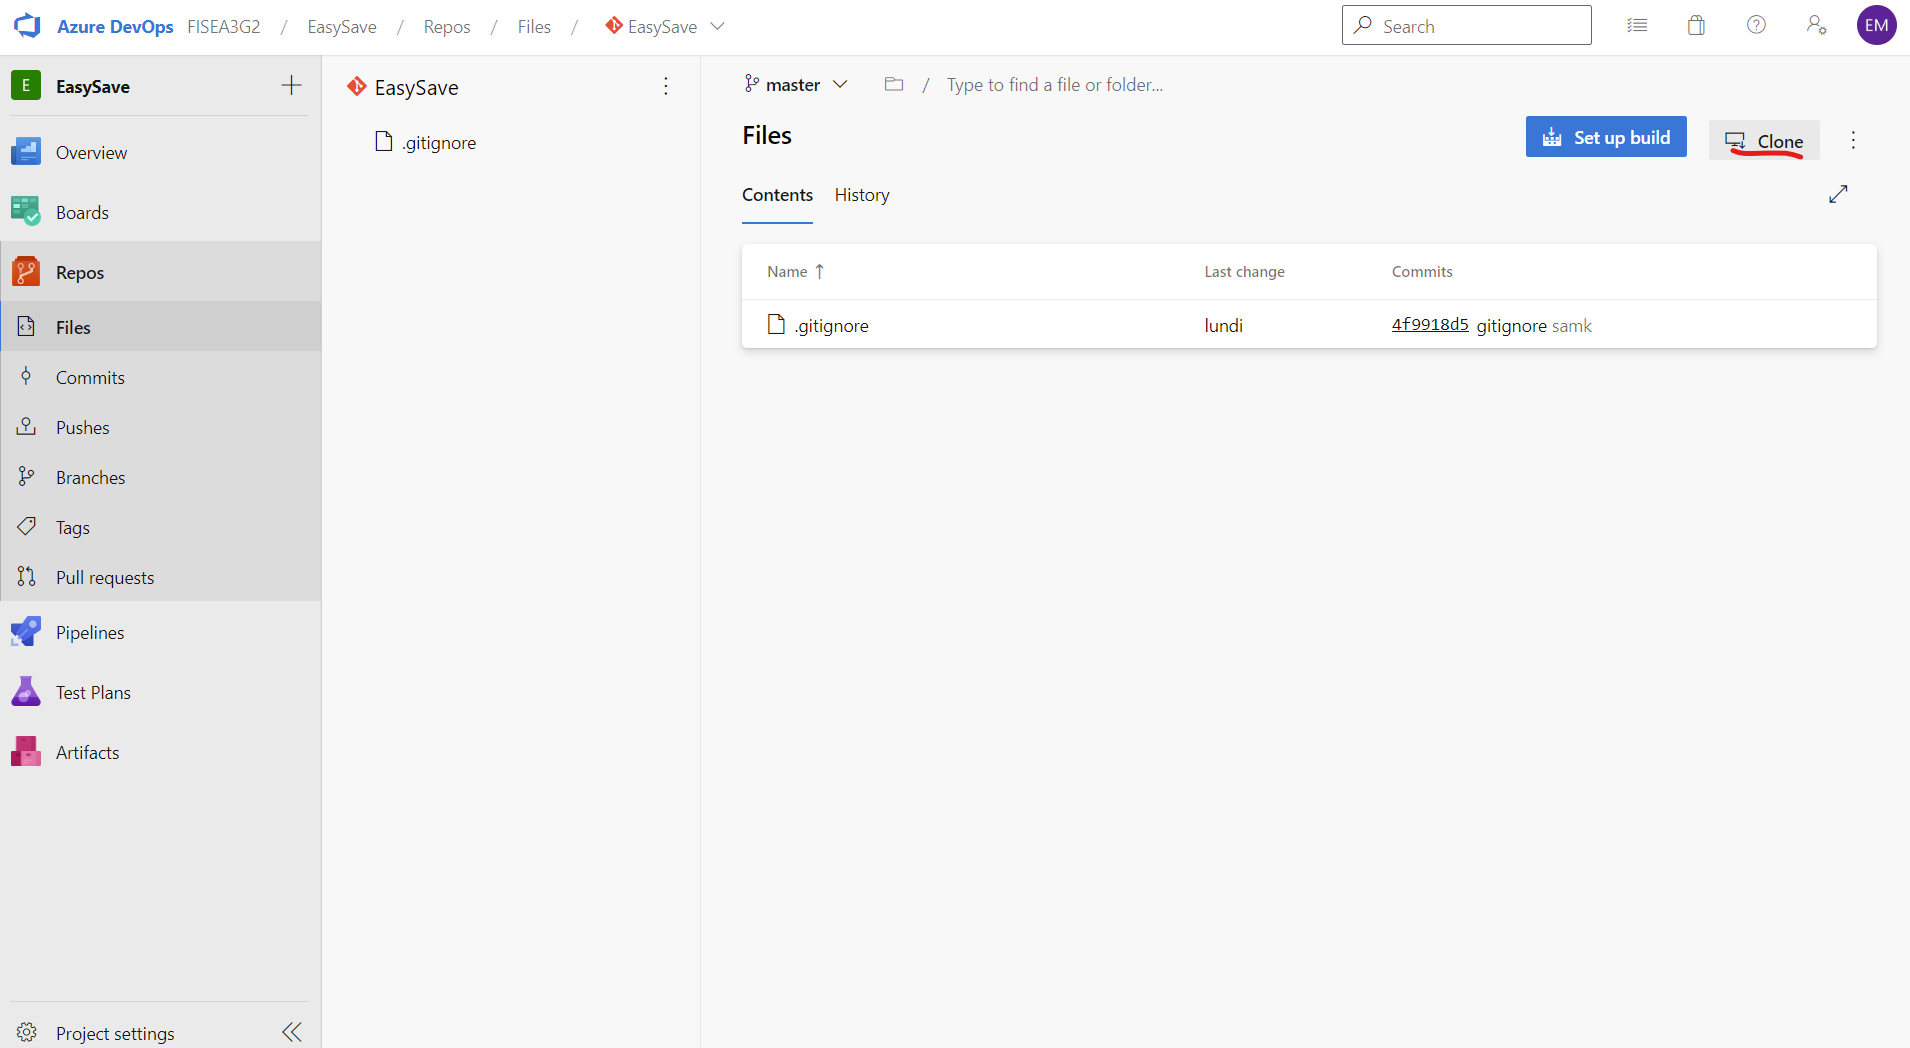 Azure DevOps FISEA3G2 / EasySave / Repos / Files / EasySave
Search
EM
E EasySave
Overview
Boards
Repos
Files
Commits
Pushes
Branches
Tags
Pull requests
Pipelines
Test Plans
Artifacts
Project settings
EasySave
.gitignore
master / Type to find a file or folder...
Files
Set up build
Clone
Contents History
Name ↑ Last change Commits
.gitignore lundi 4f9918d5 gitignore samk